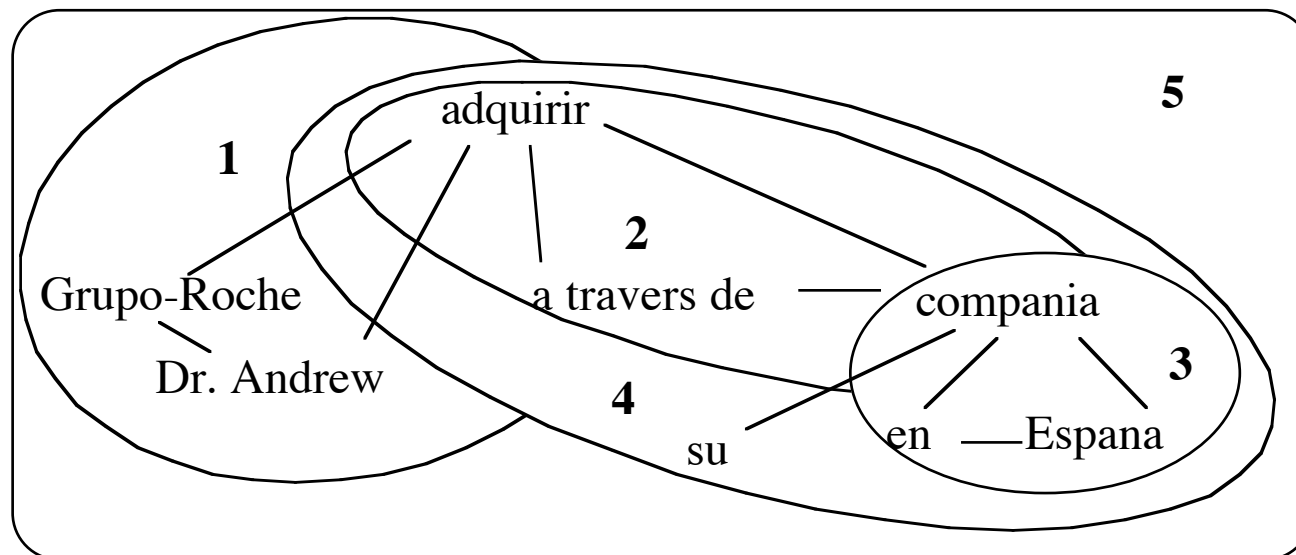 5
adquirir
1
2
Grupo-Roche
a travers de
compania
Dr. Andrew
3
4
su
en
Espana